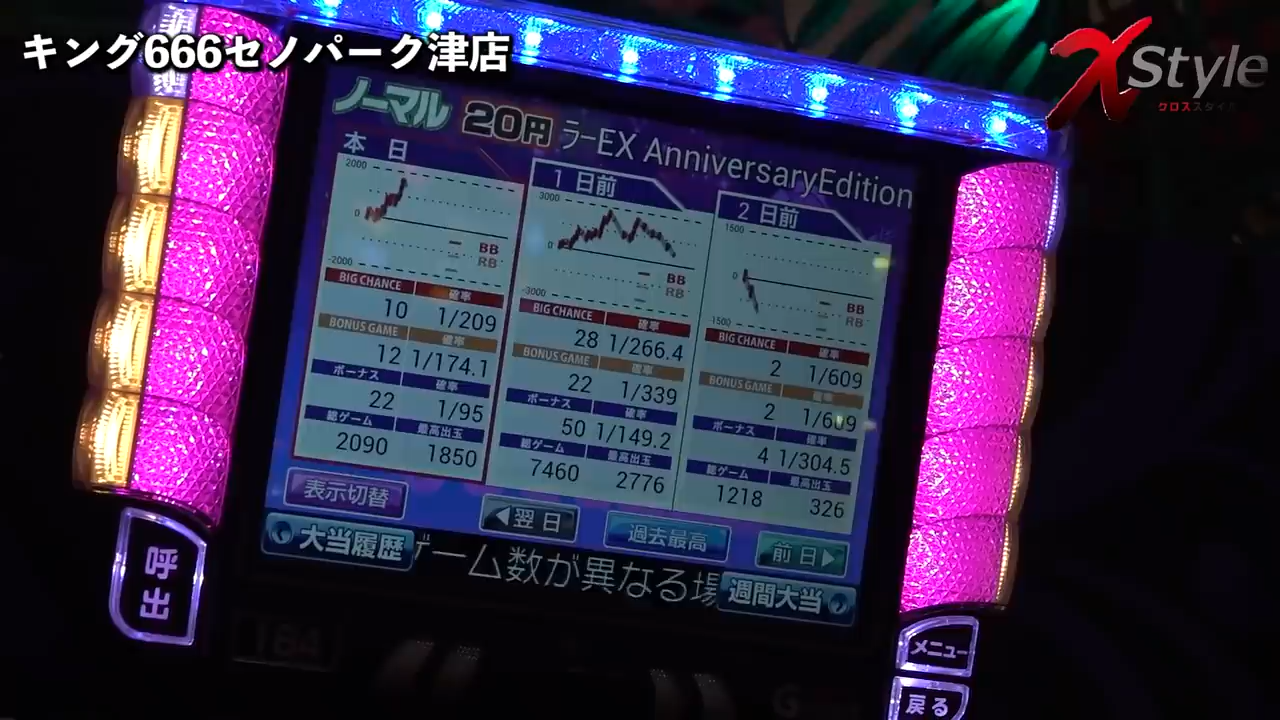 キング666セノパーク津店
XStyle
クロススタイル
ノーマル 20円 ラーEX AnniversaryEdition
本日
2000
0
-2000
BB
RB
BIG CHANCE 確率
10 1/209
BONUS GAME 確率
12 1/174.1
ボーナス 確率
22 1/95
総ゲーム 最高出玉
2090 1850
1日前
3000
0
-3000
BB
RB
BIG CHANCE 確率
28 1/266.4
BONUS GAME 確率
22 1/339
ボーナス 確率
50 1/149.2
総ゲーム 最高出玉
7460 2776
2日前
1500
0
1500
BB
RB
BIG CHANCE 確率
2 1/609
BONUS GAME 確率
2 1/609
ボーナス 確率
4 1/304.5
総ゲーム 最高出玉
1218 326
表示切替
翌日
過去最高
前日
大当履歴
ゲーム数が異なる場
週間大当
呼出
メニュー
戻る
164